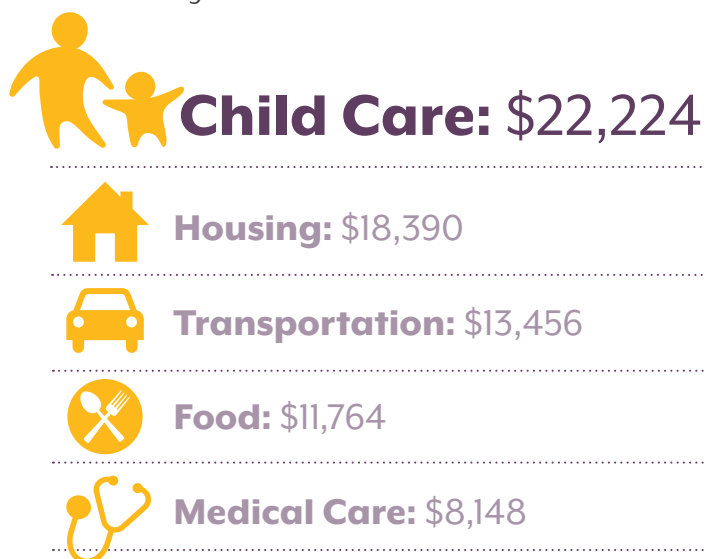 Child Care: $22,224
Housing: $18,390
Transportation: $13,456
Food: $11,764
Medical Care: $8,148